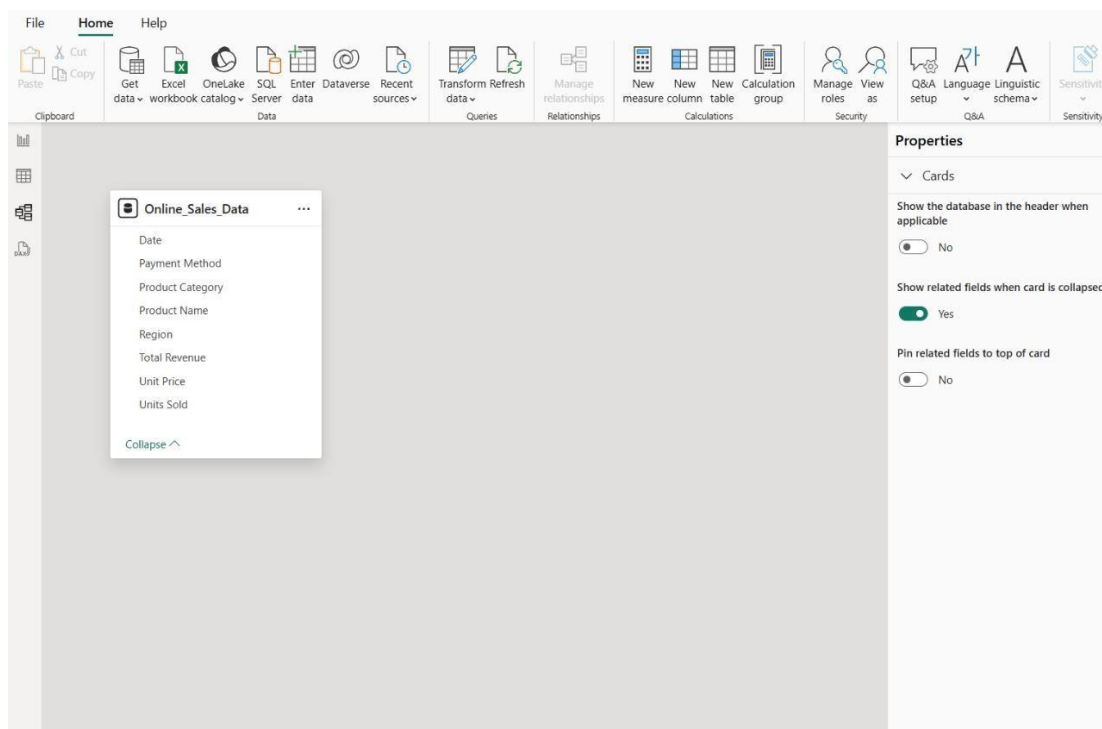 File Home Help
Paste
Cut
Copy
Clipboard
Get data
Excel workbook
OneLake catalog
SQL Server
Enter data
Dataverse
Recent sources
Data
Transform data
Refresh
Queries
Manage relationships
Relationships
New measure
New column
New table
Calculation group
Calculations
Manage roles
View as
Security
Q&A setup
Language
Linguistic schema
Q&A
Sensitivit
Sensitivity
DAX
Online_Sales_Data ...
Date
Payment Method
Product Category
Product Name
Region
Total Revenue
Unit Price
Units Sold
Collapse
Properties
Cards
Show the database in the header when
applicable
No
Show related fields when card is collapsed
Yes
Pin related fields to top of card
No